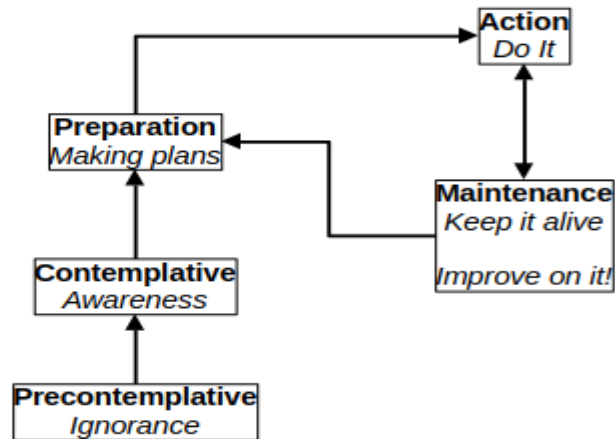 Action
Do It
Preparation
Making plans
Maintenance
Keep it alive
Improve on it!
Contemplative
Awareness
Precontemplative
Ignorance